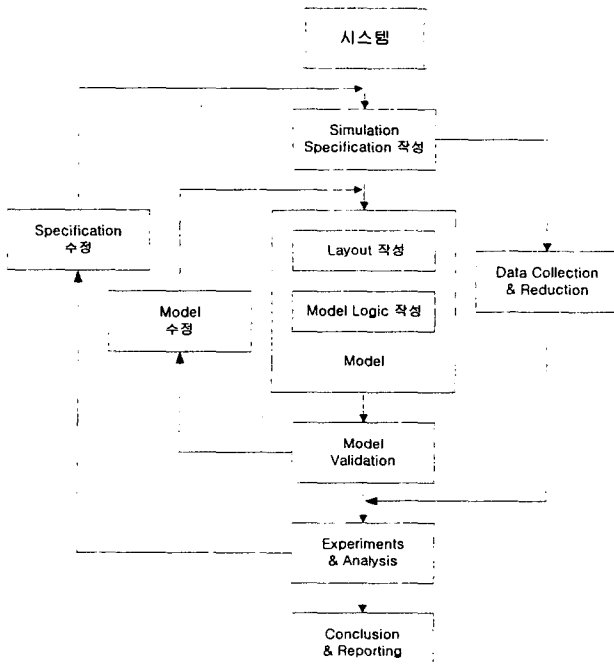 시스템
Simulation
Specification 작성
Specification
수정
Layout 작성
Data Collection
& Reduction
Model
수정
Model Logic 작성
Model
Model
Validation
Experiments
& Analysis
Conclusion
& Reporting